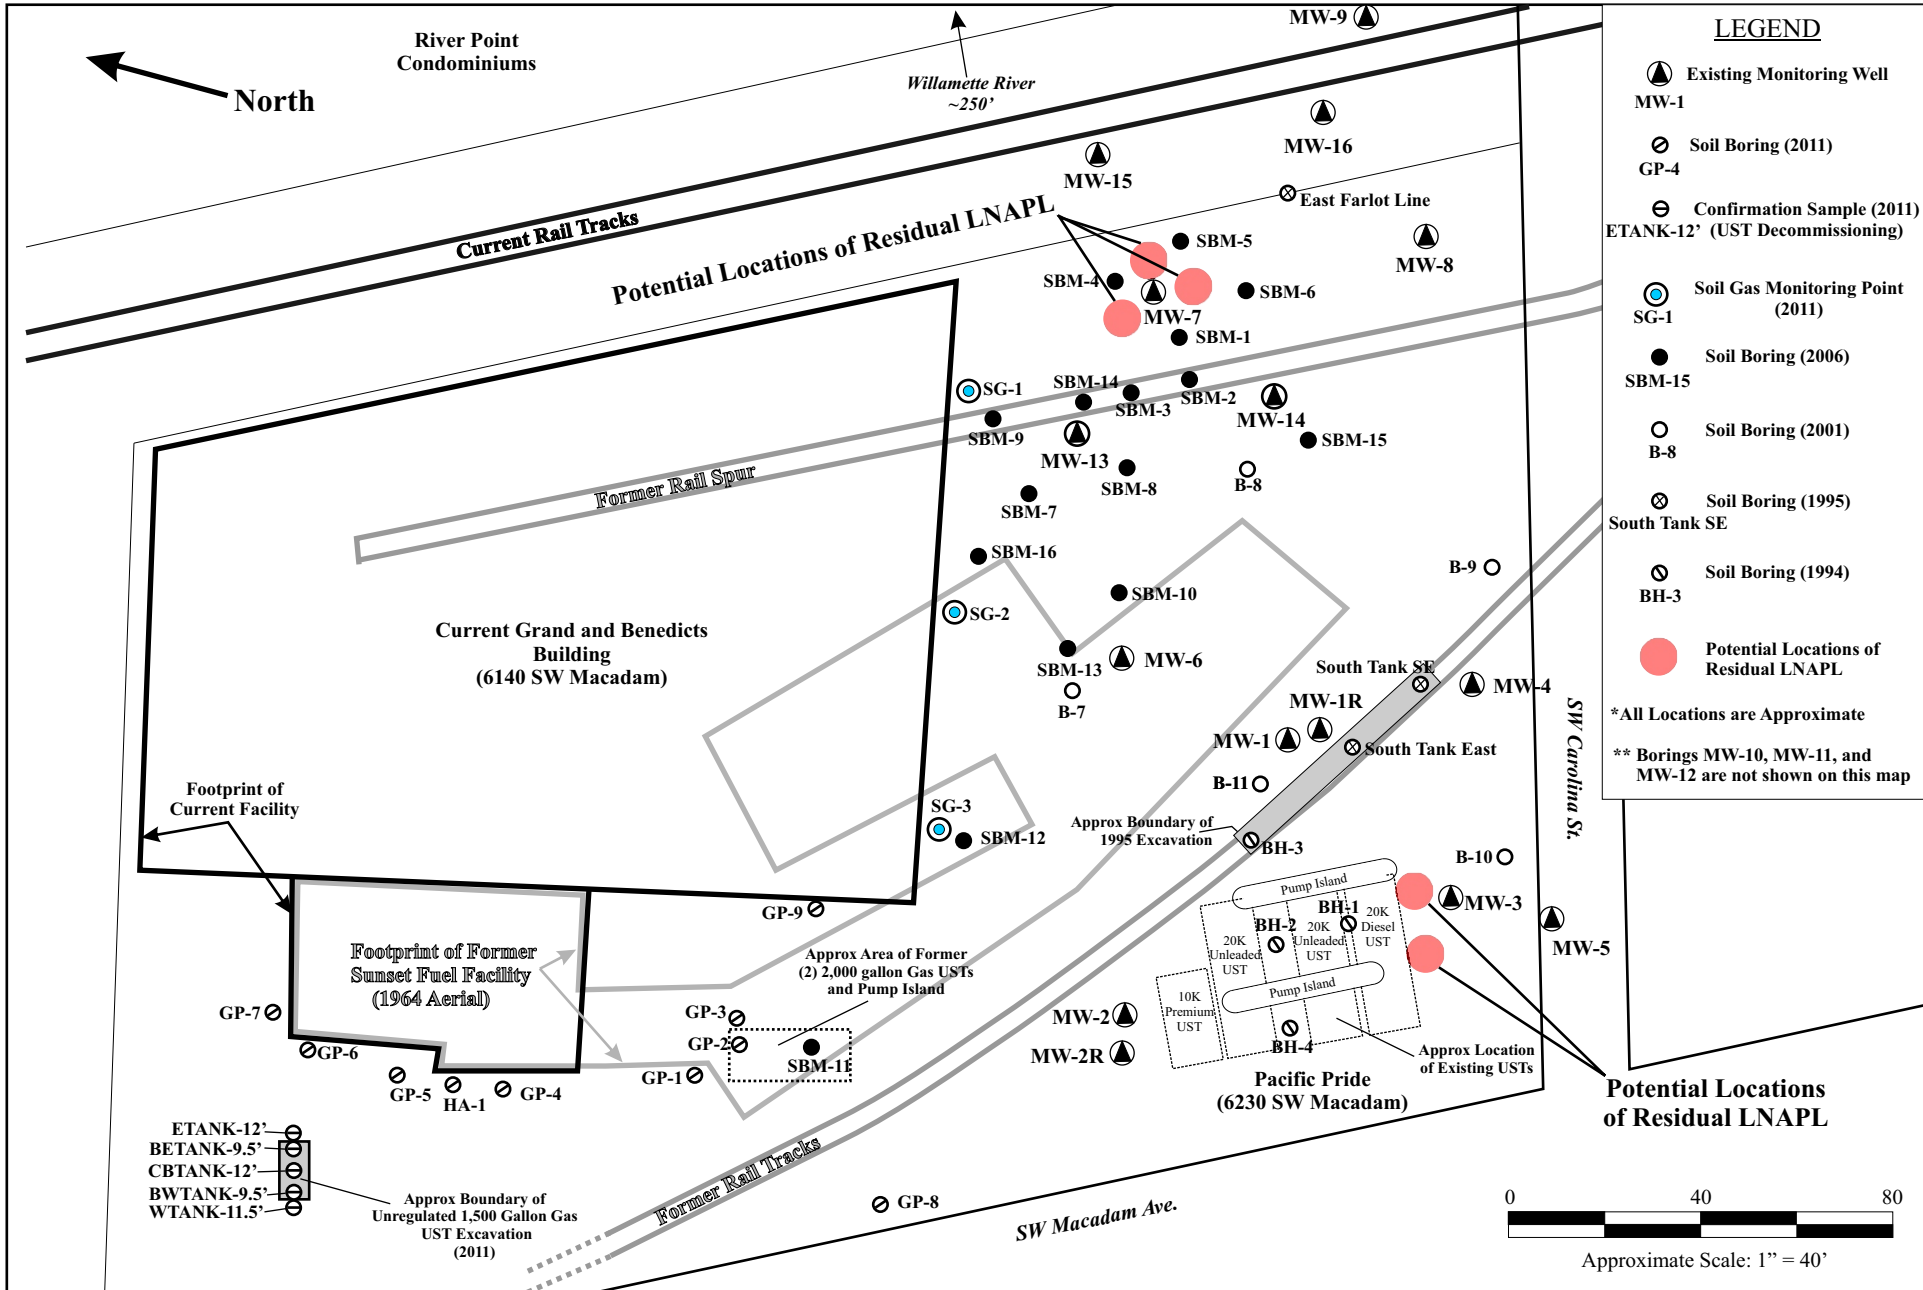 River Point
Condominiums
North
Willamette River
~250’
MW-9
MW-16
MW-15
East Farlot Line
Current Rail Tracks
Potential Locations of Residual LNAPL
SBM-5
MW-8
SBM-4
SBM-6
MW-7
SBM-1
SG-1
SBM-14
SBM-3
SBM-2
MW-14
SBM-9
SBM-15
MW-13
Former Rail Spur
SBM-8
B-8
SBM-7
SBM-16
B-9
SBM-10
SG-2
Current Grand and Benedicts
Building
(6140 SW Macadam)
SBM-13
MW-6
South Tank SE
MW-4
B-7
MW-1R
MW-1
South Tank East
SW Carolina St.
B-11
Footprint of
Current Facility
SG-3
SBM-12
Approx Boundary of
1995 Excavation
BH-3
B-10
Pump Island
GP-9
BH-1
MW-3
BH-2
20K
Diesel
UST
20K
Unleaded
UST
20K
Unleaded
UST
MW-5
Footprint of Former
Sunset Fuel Facility
(1964 Aerial)
Approx Area of Former
(2) 2,000 gallon Gas USTs
and Pump Island
Pump Island
10K
Premium
UST
GP-7
GP-3
MW-2
GP-2
BH-4
GP-6
SBM-11
MW-2R
Approx Location
of Existing USTs
GP-1
GP-5
HA-1
GP-4
Pacific Pride
(6230 SW Macadam)
Potential Locations
of Residual LNAPL
ETANK-12’
BETANK-9.5’
CBTANK-12’
BWTANK-9.5’
WTANK-11.5’
Approx Boundary of
Unregulated 1,500 Gallon Gas
UST Excavation
(2011)
Former Rail Tracks
GP-8
SW Macadam Ave.
0 40 80
Approximate Scale: 1” = 40’
LEGEND
Existing Monitoring Well
MW-1
Soil Boring (2011)
GP-4
Confirmation Sample (2011)
ETANK-12’ (UST Decommissioning)
Soil Gas Monitoring Point
(2011)
SG-1
Soil Boring (2006)
SBM-15
Soil Boring (2001)
B-8
Soil Boring (1995)
South Tank SE
Soil Boring (1994)
BH-3
Potential Locations of
Residual LNAPL
*All Locations are Approximate
** Borings MW-10, MW-11, and
MW-12 are not shown on this map